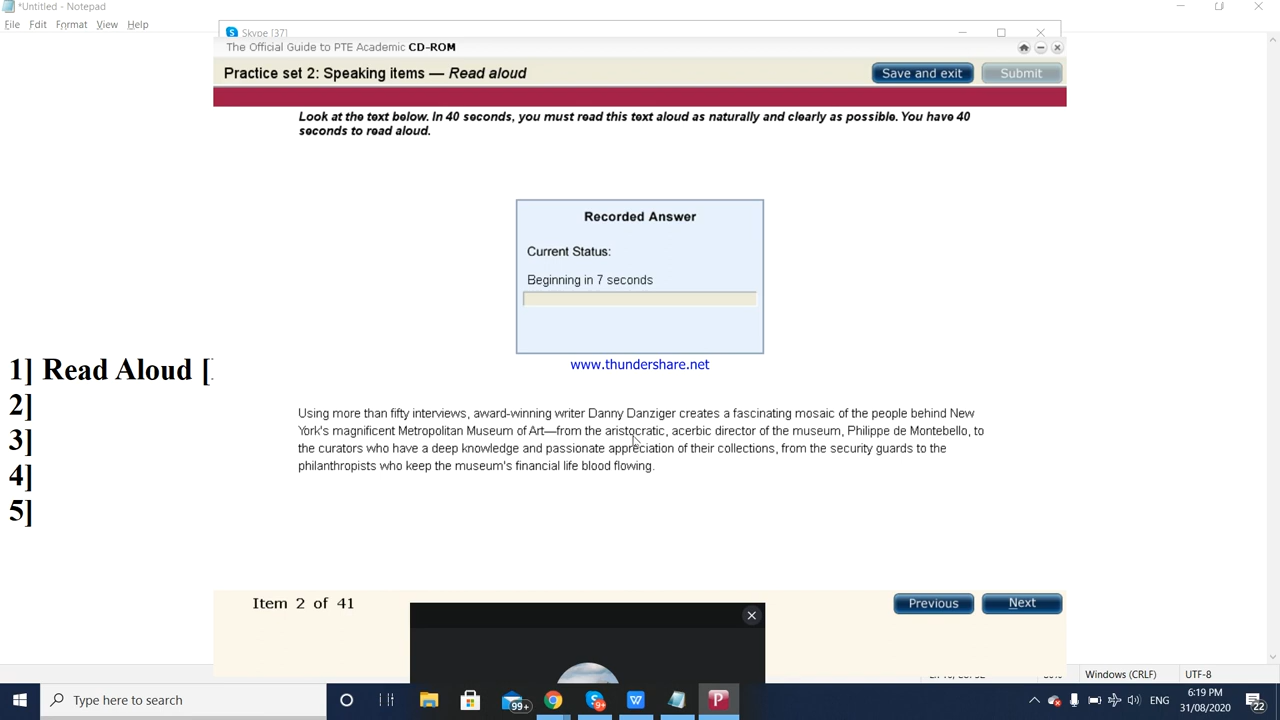 *Untitled - Notepad
File Edit Format View Help
Skype [37]
The Official Guide to PTE Academic CD-ROM
Practice set 2: Speaking items — Read aloud
Save and exit
Submit
Look at the text below. In 40 seconds, you must read this text aloud as naturally and clearly as possible. You have 40
seconds to read aloud.
Recorded Answer
Current Status:
Beginning in 7 seconds
www.thundershare.net
1] Read Aloud [
2]
3]
4]
5]
Using more than fifty interviews, award-winning writer Danny Danziger creates a fascinating mosaic of the people behind New
York's magnificent Metropolitan Museum of Art—from the aristocratic, acerbic director of the museum, Philippe de Montebello, to
the curators who have a deep knowledge and passionate appreciation of their collections, from the security guards to the
philanthropists who keep the museum's financial life blood flowing.
Item 2 of 41
Previous
Next
Windows (CRLF)
UTF-8
Type here to search
99+
9+
ENG
6:19 PM
31/08/2020
22